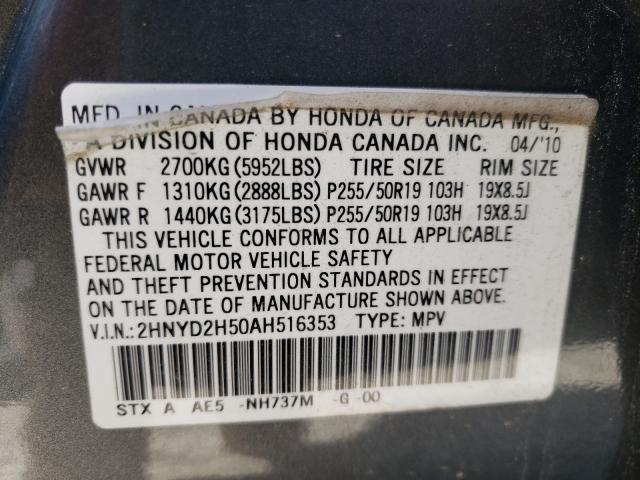 MFD. IN CANADA BY HONDA OF CANADA MFG.,
A DIVISION OF HONDA CANADA INC. 04/'10
GVWR 2700KG(5952LBS) TIRE SIZE RIM SIZE
GAWR F 1310KG(2888LBS) P255/50R19 103H 19X8.5J
GAWR R 1440KG(3175LBS) P255/50R19 103H 19X8.5J
THIS VEHICLE CONFORMS TO ALL APPLICABLE
FEDERAL MOTOR VEHICLE SAFETY
AND THEFT PREVENTION STANDARDS IN EFFECT
ON THE DATE OF MANUFACTURE SHOWN ABOVE.
V.I.N.: 2HNYD2H50AH516353 TYPE: MPV
STX A AE5 -NH737M -G -00